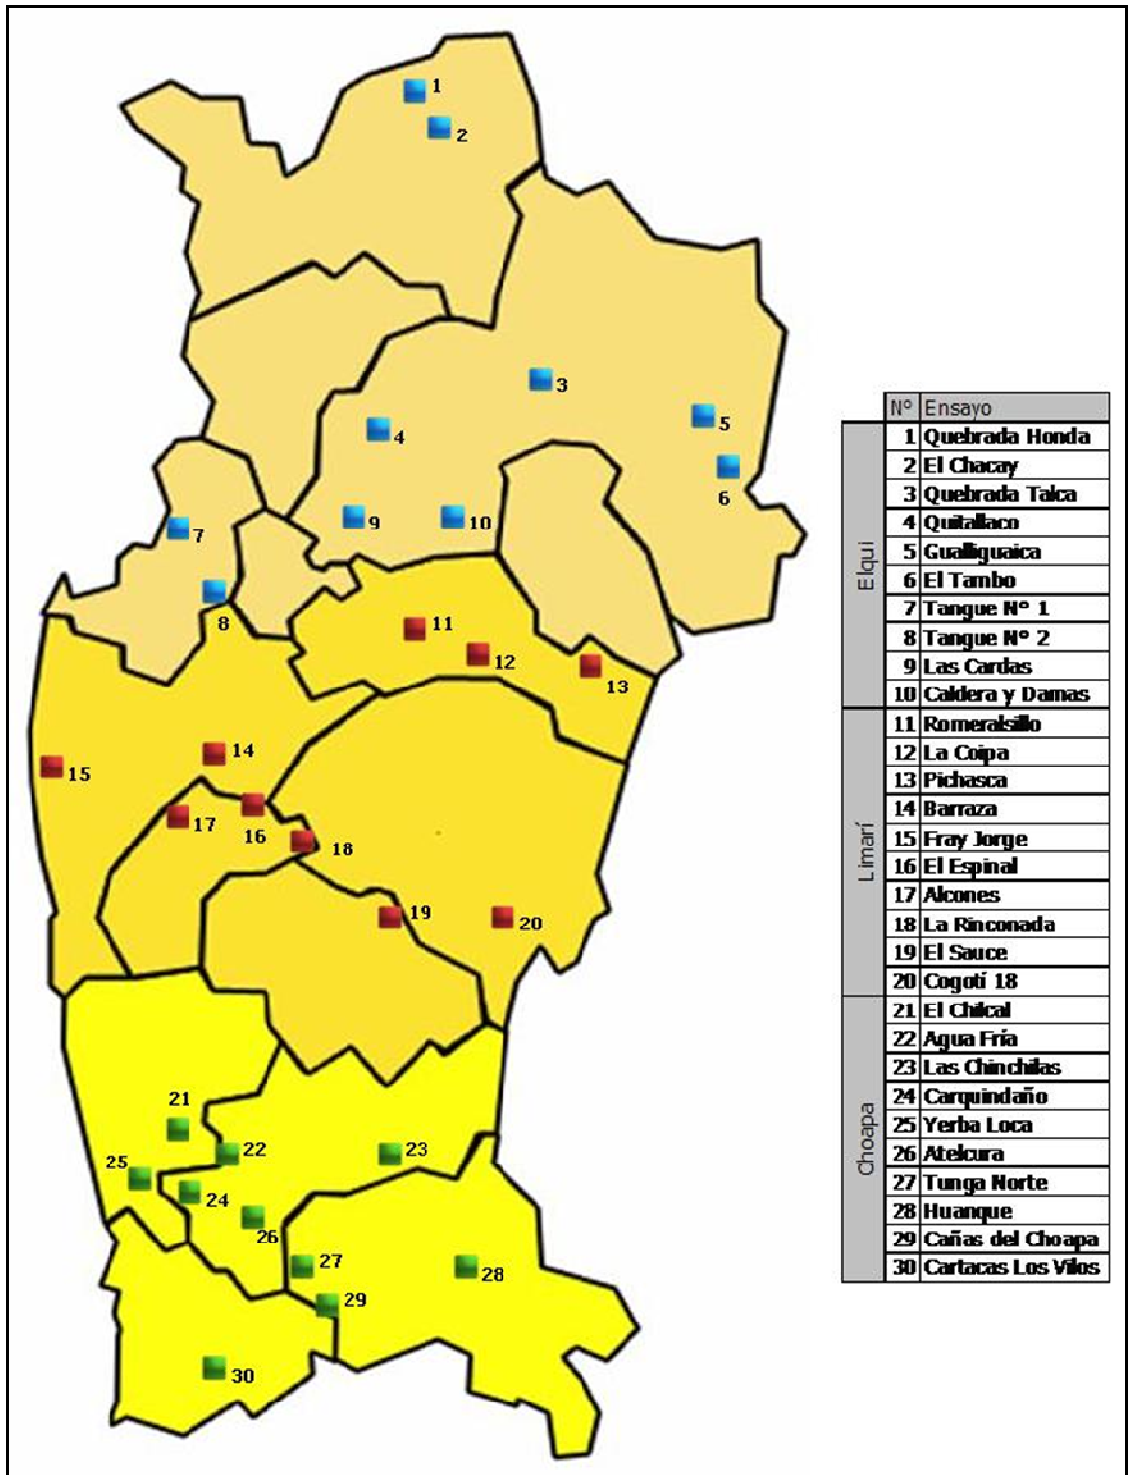 1
2
3
4
5
6
7
8
9
10
11
12
13
14
15
16
17
18
19
20
21
22
23
24
25
26
27
28
29
30
Nº Ensayo
Elqui
1 Quebrada Honda
2 El Chacay
3 Quebrada Talca
4 Quitallaco
5 Gualliguaica
6 El Tambo
7 Tangue Nº 1
8 Tangue Nº 2
9 Las Cardas
10 Caldera y Damas
Limarí
11 Romeralsillo
12 La Coipa
13 Pichasca
14 Barraza
15 Fray Jorge
16 El Espinal
17 Alcones
18 La Rinconada
19 El Sauce
20 Cogotí 18
Choapa
21 El Chilcal
22 Agua Fría
23 Las Chinchilas
24 Carquindaño
25 Yerba Loca
26 Atelcura
27 Tunga Norte
28 Huanque
29 Cañas del Choapa
30 Cartacas Los Vilos